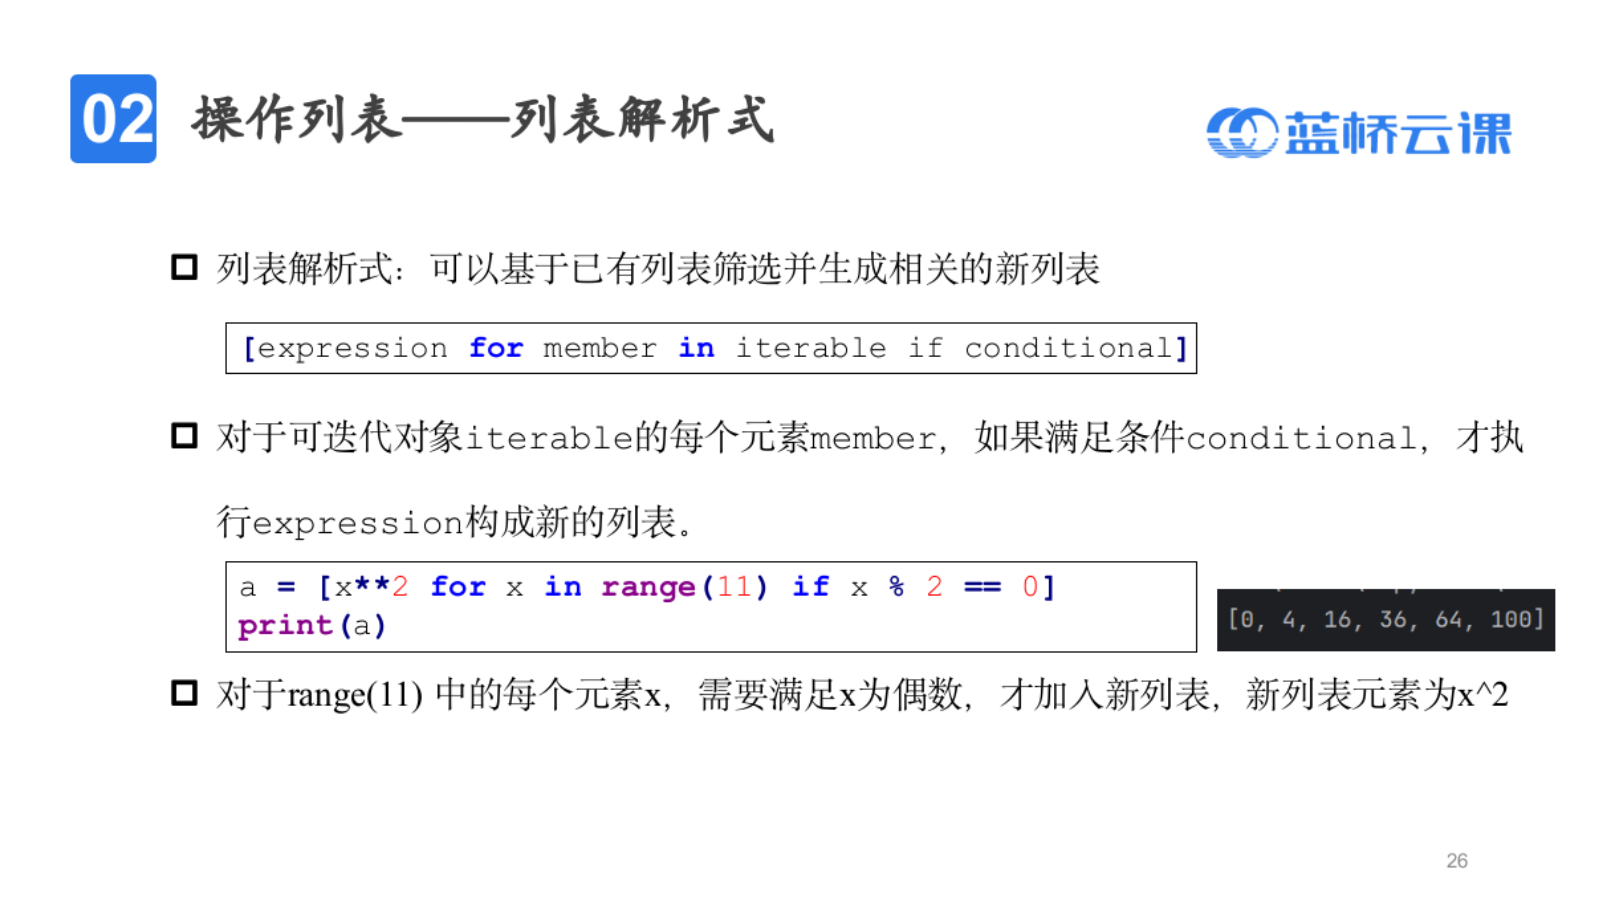 02
操作列表——列表解析式
蓝桥云课
列表解析式：可以基于已有列表筛选并生成相关的新列表
[expression for member in iterable if conditional]
对于可迭代对象iterable的每个元素member，如果满足条件conditional，才执
行expression构成新的列表。
a = [x**2 for x in range(11) if x % 2 == 0]
print(a)
[0, 4, 16, 36, 64, 100]
对于range(11) 中的每个元素x，需要满足x为偶数，才加入新列表，新列表元素为x^2
26